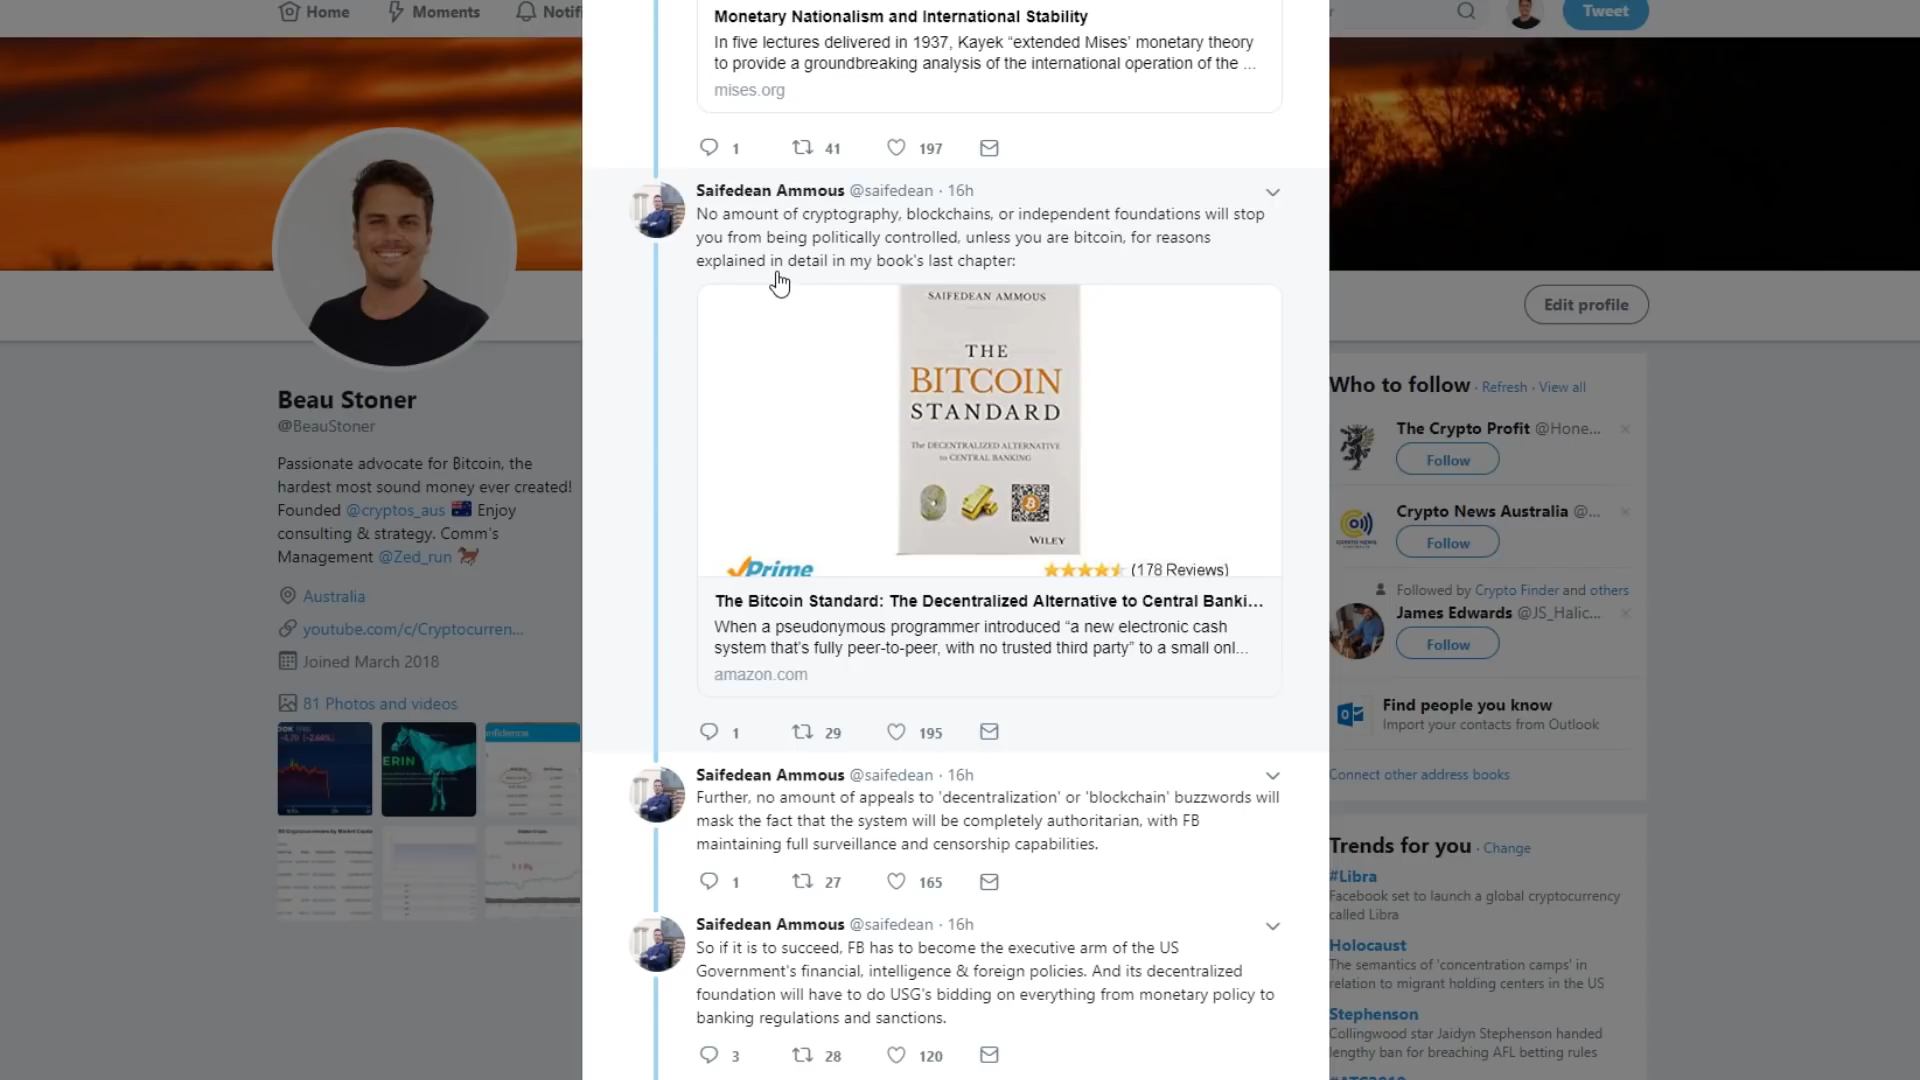 Home
Moments
Notifi
Tweet
Monetary Nationalism and International Stability
In five lectures delivered in 1937, Kayek “extended Mises’ monetary theory
to provide a groundbreaking analysis of the international operation of the ...
mises.org
1
41
197
Saifedean Ammous @saifedean · 16h
No amount of cryptography, blockchains, or independent foundations will stop
you from being politically controlled, unless you are bitcoin, for reasons
explained in detail in my book's last chapter:
SAIFEDEAN AMMOUS
THE
BITCOIN
STANDARD
The DECENTRALIZED ALTERNATIVE
to CENTRAL BANKING
WILEY
Prime
(178 Reviews)
The Bitcoin Standard: The Decentralized Alternative to Central Banki...
When a pseudonymous programmer introduced “a new electronic cash
system that’s fully peer-to-peer, with no trusted third party” to a small onl...
amazon.com
1
29
195
Saifedean Ammous @saifedean · 16h
Further, no amount of appeals to 'decentralization' or 'blockchain' buzzwords will
mask the fact that the system will be completely authoritarian, with FB
maintaining full surveillance and censorship capabilities.
1
27
165
Saifedean Ammous @saifedean · 16h
So if it is to succeed, FB has to become the executive arm of the US
Government's financial, intelligence & foreign policies. And its decentralized
foundation will have to do USG's bidding on everything from monetary policy to
banking regulations and sanctions.
3
28
120
Beau Stoner
@BeauStoner
Passionate advocate for Bitcoin, the
hardest most sound money ever created!
Founded @cryptos_aus Enjoy
consulting & strategy. Comm's
Management @Zed_run
Australia
youtube.com/c/Cryptocurren...
Joined March 2018
81 Photos and videos
-4.70 (-2.64%)
ERIN
nfidence
Edit profile
Who to follow · Refresh · View all
The Crypto Profit @Hone...
Follow
Crypto News Australia @...
Follow
Followed by Crypto Finder and others
James Edwards @JS_Halic...
Follow
Find people you know
Import your contacts from Outlook
Connect other address books
Trends for you · Change
#Libra
Facebook set to launch a global cryptocurrency
called Libra
Holocaust
The semantics of 'concentration camps' in
relation to migrant holding centers in the US
Stephenson
Collingwood star Jaidyn Stephenson handed
lengthy ban for breaching AFL betting rules